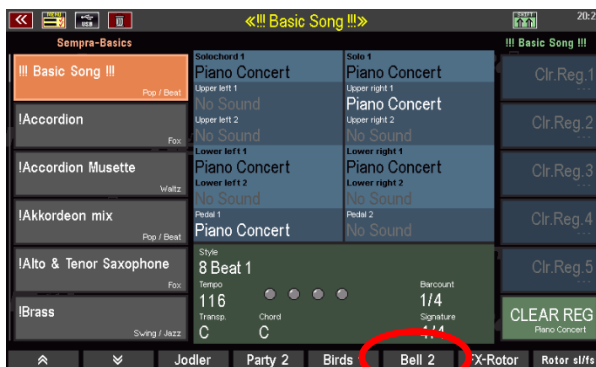 MENU USB «!!! Basic Song !!!» 20:2
Sempra-Basics
!!! Basic Song !!!
Pop / Beat
!Accordion
Fox
!Accordion Musette
Waltz
!Akkordeon mix
Pop / Beat
!Alto & Tenor Saxophone
Fox
!Brass
Swing / Jazz
Solochord 1 Solo 1
Piano Concert Piano Concert
Upper left 1 Upper right 1
No Sound Piano Concert
Upper left 2 Upper right 2
No Sound No Sound
Lower left 1 Lower right 1
Piano Concert Piano Concert
Lower left 2 Lower right 2
No Sound No Sound
Pedal 1 Pedal 2
Piano Concert No Sound
Style
8 Beat 1
Tempo Barcount
116 1/4
Transp. Chord Signature
C C 4/4
!!! Basic Song !!!
Clr.Reg.1
Clr.Reg.2
Clr.Reg.3
Clr.Reg.4
Clr.Reg.5
CLEAR REG
Piano Concert
Jodler Party 2 Birds Bell 2 FX-Rotor Rotor sl/fs